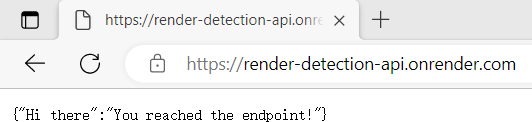 https://render-detection-api.onre
https://render-detection-api.onrender.com
{"Hi there":"You reached the endpoint!"}